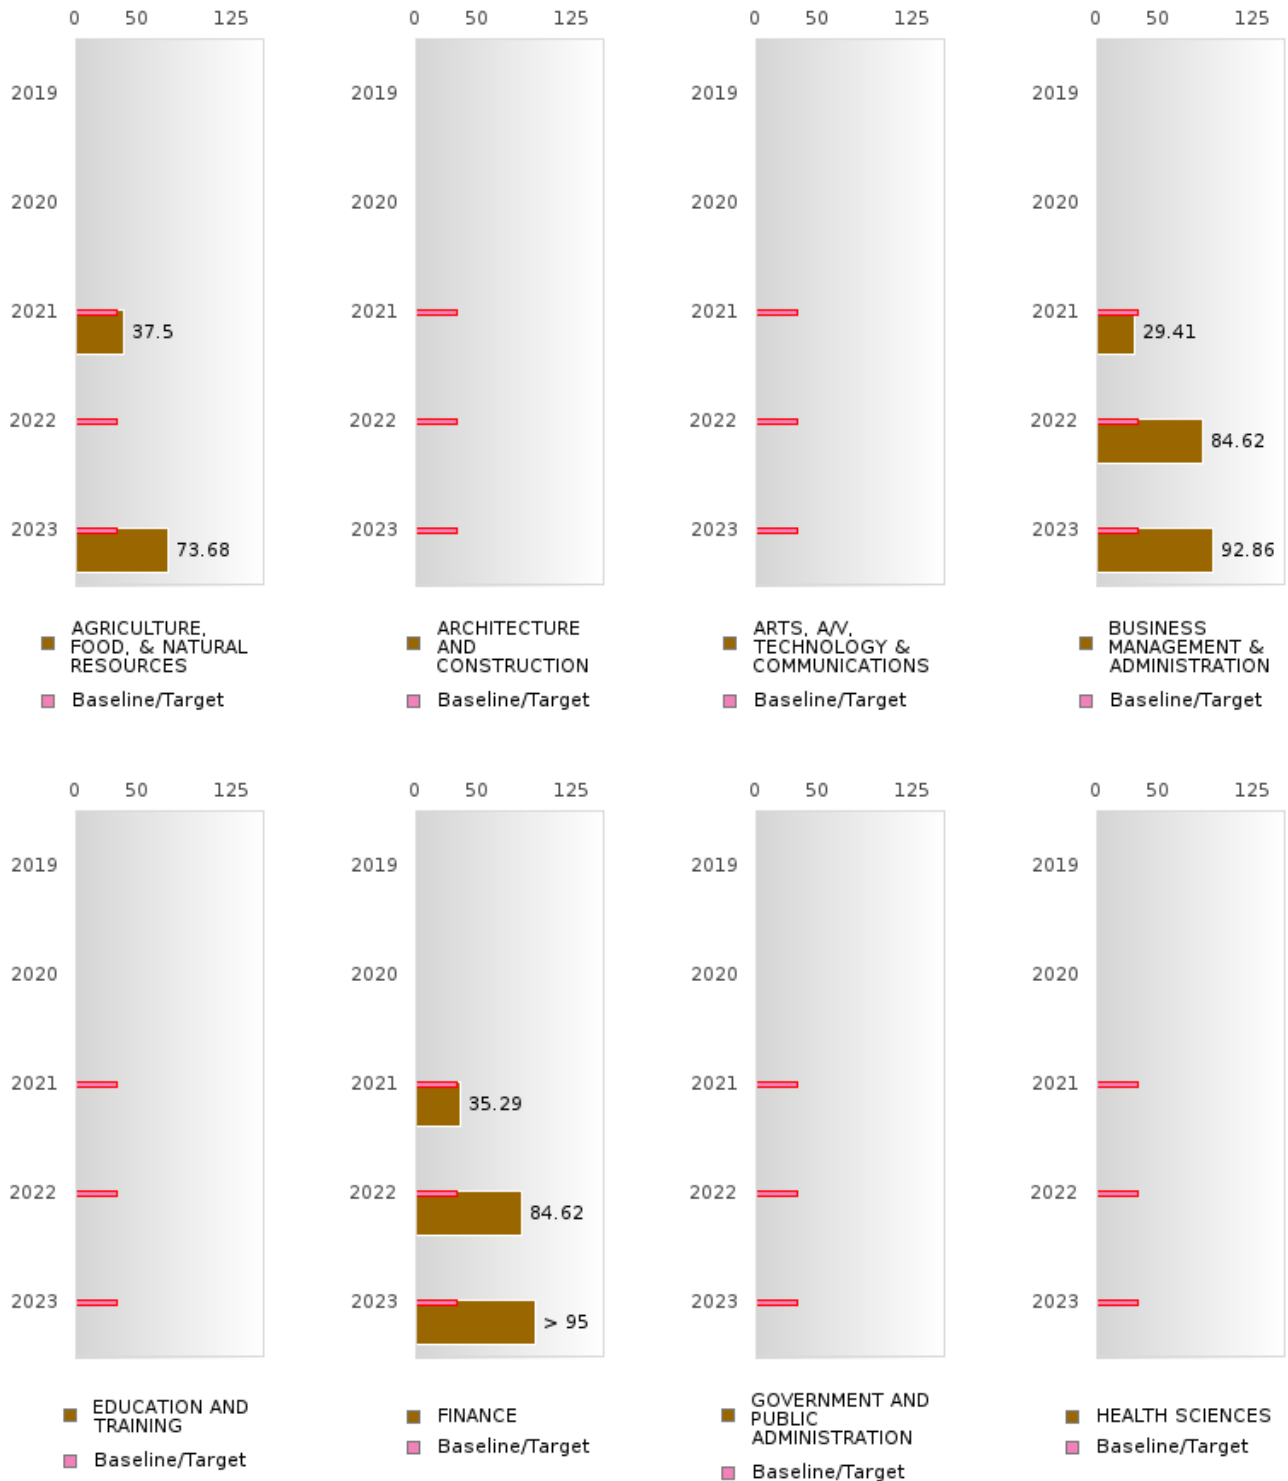 0 50 125 0 50 125 0 50 125 0 50 125
2019 2019 2019 2019
2020 2020 2020 2020
2021 37.5 2021 2021 2021 29.41
2022 2022 2022 2022 84.62
2023 73.68 2023 2023 2023 92.86
AGRICULTURE,
FOOD, & NATURAL
RESOURCES
Baseline/Target
ARCHITECTURE
AND
CONSTRUCTION
Baseline/Target
ARTS, A/V,
TECHNOLOGY &
COMMUNICATIONS
Baseline/Target
BUSINESS
MANAGEMENT &
ADMINISTRATION
Baseline/Target
0 50 125 0 50 125 0 50 125 0 50 125
2019 2019 2019 2019
2020 2020 2020 2020
2021 2021 35.29 2021 2021
2022 2022 84.62 2022 2022
2023 2023 > 95 2023 2023
EDUCATION AND
TRAINING
Baseline/Target
FINANCE
Baseline/Target
GOVERNMENT AND
PUBLIC
ADMINISTRATION
Baseline/Target
HEALTH SCIENCES
Baseline/Target